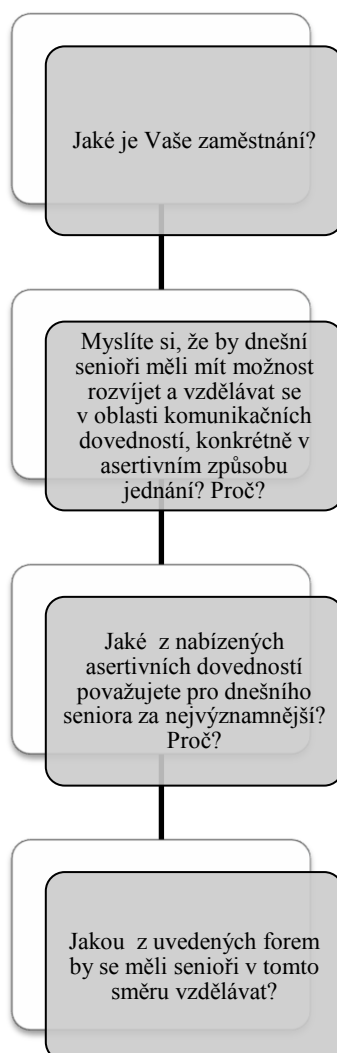 Jaké je Vaše zaměstnání?
Myslíte si, že by dnešní
senioři měli mít možnost
rozvíjet a vzdělávat se
v oblasti komunikačních
dovedností, konkrétně v
asertivním způsobu
jednání? Proč?
Jaké z nabízených
asertivních dovedností
považujete pro dnešního
seniora za nejvýznamnější?
Proč?
Jakou z uvedených forem
by se měli senioři v tomto
směru vzdělávat?